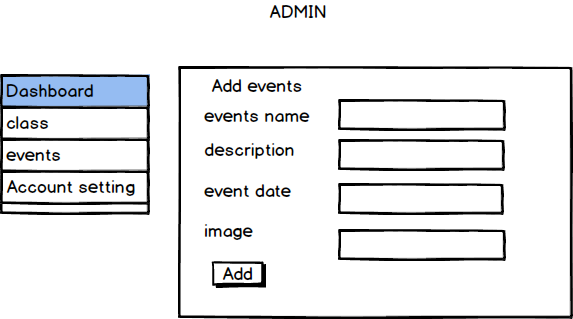 ADMIN
Dashboard
class
events
Account setting
Add events
events name
description
event date
image
Add